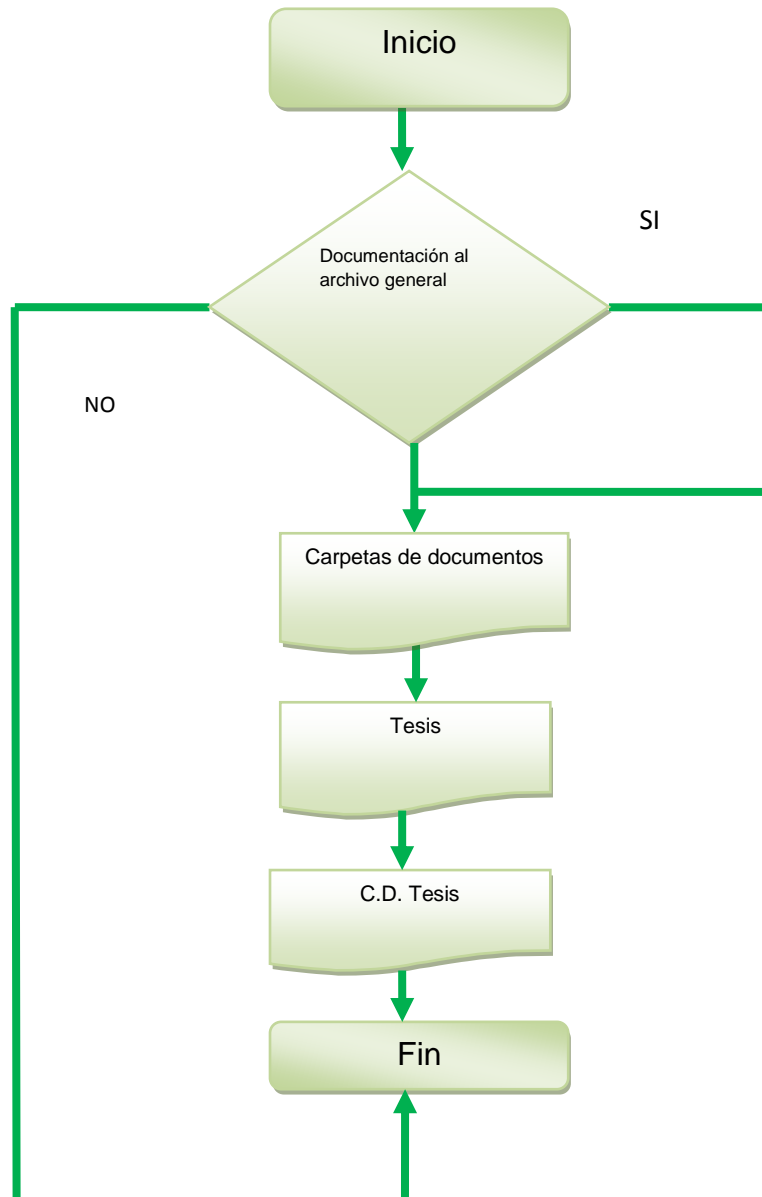 Inicio
SI
Documentación al
archivo general
NO
Carpetas de documentos
Tesis
C.D. Tesis
Fin